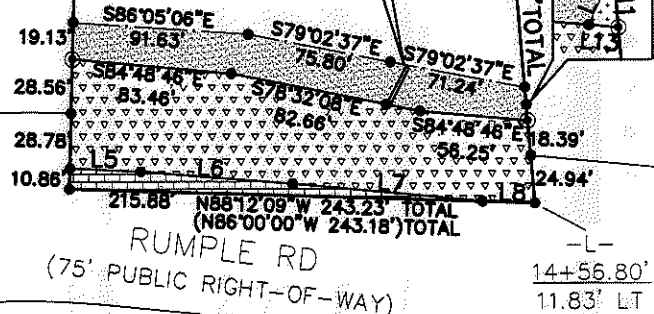 S86°05'06"E
91.63'
19.13'
S79°02'37"E
75.80'
S79°02'37"E
71.24'
TOTAL
L1
L13
S84°48'46"E
83.46'
28.56'
S78°32'08"E
82.66'
S84°48'46"E
56.25'
18.39'
28.78'
L5
L6
L7
L8
24.94'
10.86'
215.88'
N88°12'09"W 243.23' TOTAL
(N86°00'00"W 243.18')TOTAL
RUMPLE RD
(75' PUBLIC RIGHT-OF-WAY)
-L-
14+56.80'
11.83' LT